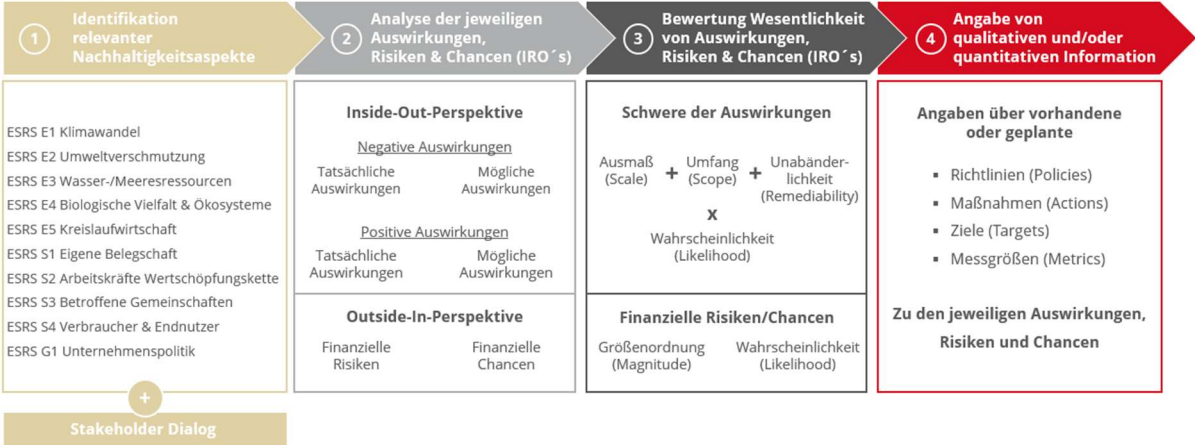 1
Identifikation
relevanter
Nachhaltigkeitsaspekte
ESRS E1 Klimawandel
ESRS E2 Umweltverschmutzung
ESRS E3 Wasser-/Meeresressourcen
ESRS E4 Biologische Vielfalt & Ökosysteme
ESRS E5 Kreislaufwirtschaft
ESRS S1 Eigene Belegschaft
ESRS S2 Arbeitskräfte Wertschöpfungskette
ESRS S3 Betroffene Gemeinschaften
ESRS S4 Verbraucher & Endnutzer
ESRS G1 Unternehmenspolitik
+
Stakeholder Dialog
2
Analyse der jeweiligen
Auswirkungen,
Risiken & Chancen (IRO´s)
Inside-Out-Perspektive
Negative Auswirkungen
Tatsächliche
Auswirkungen
Mögliche
Auswirkungen
Positive Auswirkungen
Tatsächliche
Auswirkungen
Mögliche
Auswirkungen
Outside-In-Perspektive
Finanzielle
Risiken
Finanzielle
Chancen
3
Bewertung Wesentlichkeit
von Auswirkungen,
Risiken & Chancen (IRO´s)
Schwere der Auswirkungen
Ausmaß
(Scale)
+
Umfang
(Scope)
+
Unabänder-
lichkeit
(Remediability)
x
Wahrscheinlichkeit
(Likelihood)
Finanzielle Risiken/Chancen
Größenordnung
(Magnitude)
Wahrscheinlichkeit
(Likelihood)
4
Angabe von
qualitativen und/oder
quantitativen Information
Angaben über vorhandene
oder geplante
▪ Richtlinien (Policies)
▪ Maßnahmen (Actions)
▪ Ziele (Targets)
▪ Messgrößen (Metrics)
Zu den jeweiligen Auswirkungen,
Risiken und Chancen